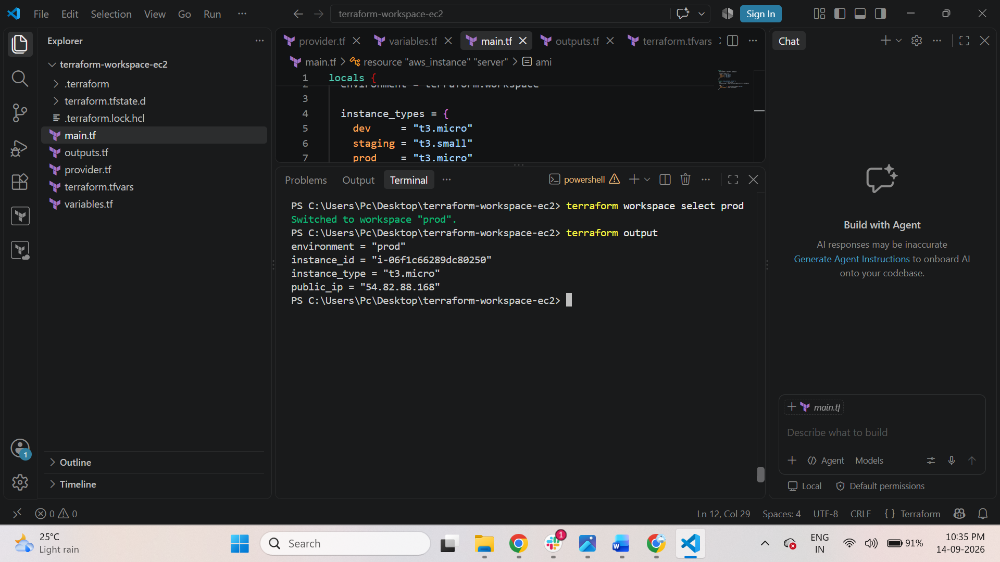 File Edit Selection View Go Run ···
terraform-workspace-ec2
Sign In
Explorer
terraform-workspace-ec2
.terraform
terraform.tfstate.d
.terraform.lock.hcl
main.tf
outputs.tf
provider.tf
terraform.tfvars
variables.tf
Outline
Timeline
1
provider.tf variables.tf main.tf outputs.tf terraform.tfvars
main.tf > resource "aws_instance" "server" > ami
1 locals {
2 environment = terraform.workspace
3
4 instance_types = {
5 dev = "t3.micro"
6 staging = "t3.small"
7 prod = "t3.micro"
Problems Output Terminal ··· powershell
PS C:\Users\Pc\Desktop\terraform-workspace-ec2> terraform workspace select prod
Switched to workspace "prod".
PS C:\Users\Pc\Desktop\terraform-workspace-ec2> terraform output
environment = "prod"
instance_id = "i-06f1c66289dc80250"
instance_type = "t3.micro"
public_ip = "54.82.88.168"
PS C:\Users\Pc\Desktop\terraform-workspace-ec2>
Chat
Build with Agent
AI responses may be inaccurate
Generate Agent Instructions to onboard AI
onto your codebase.
main.tf
Describe what to build
Agent Models
Local Default permissions
0 0 Ln 12, Col 29 Spaces: 4 UTF-8 CRLF { } Terraform
25°C
Light rain
Search
1
W
ENG
IN
91%
10:35 PM
14-09-2026